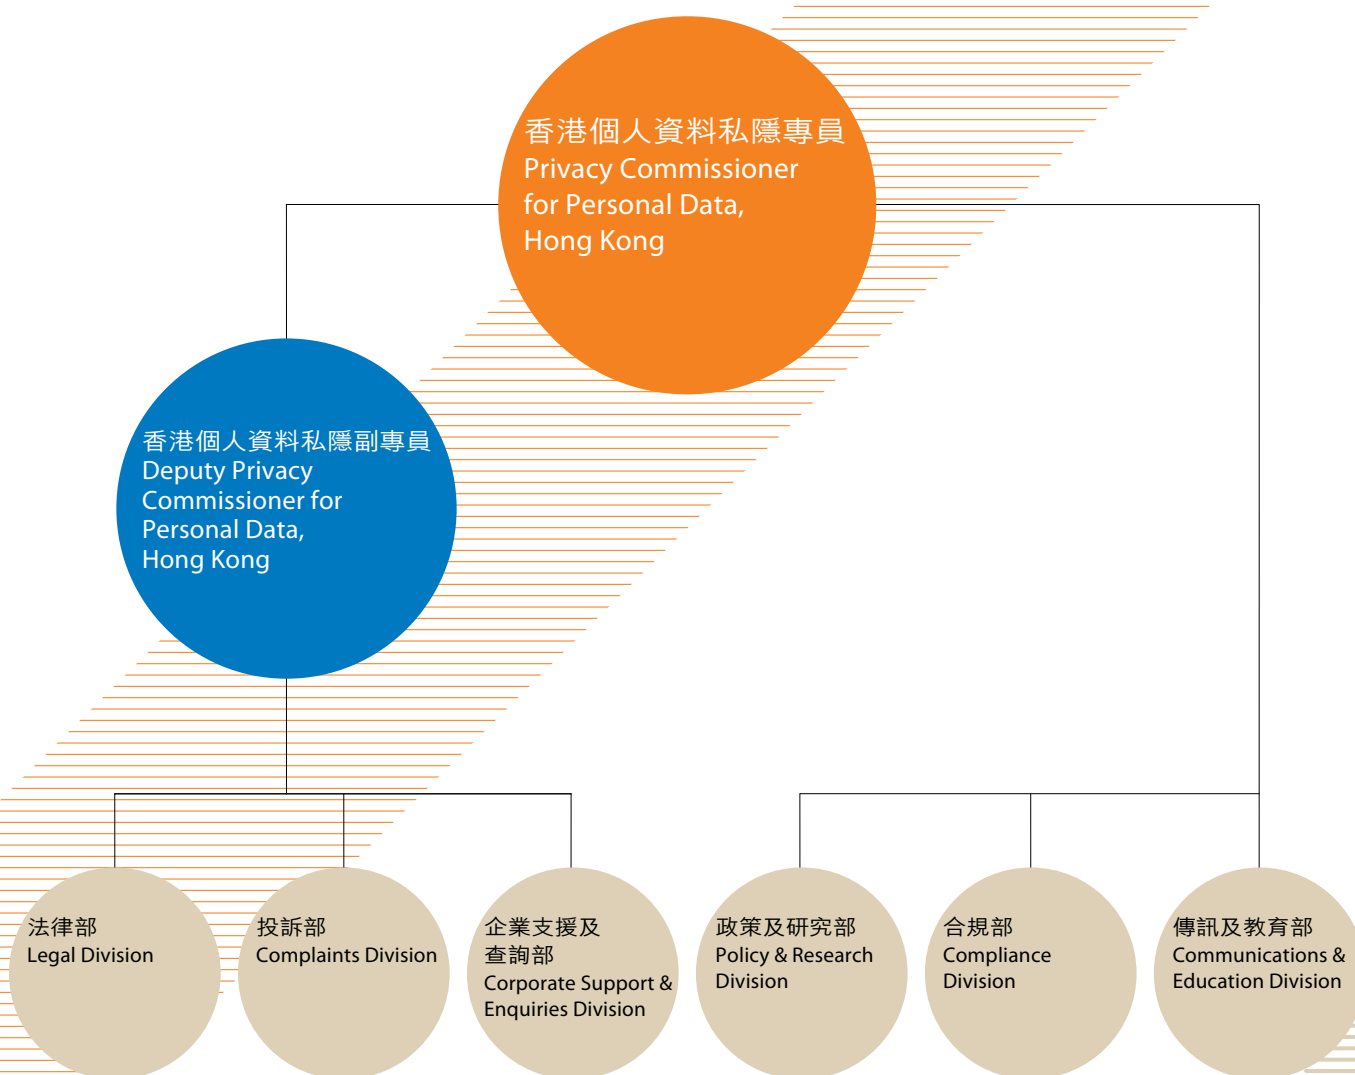 香港個人資料私隱專員
Privacy Commissioner
for Personal Data,
Hong Kong
香港個人資料私隱副專員
Deputy Privacy
Commissioner for
Personal Data,
Hong Kong
法律部
Legal Division
投訴部
Complaints Division
企業支援及
查詢部
Corporate Support &
Enquiries Division
政策及研究部
Policy & Research
Division
合規部
Compliance
Division
傳訊及教育部
Communications &
Education Division